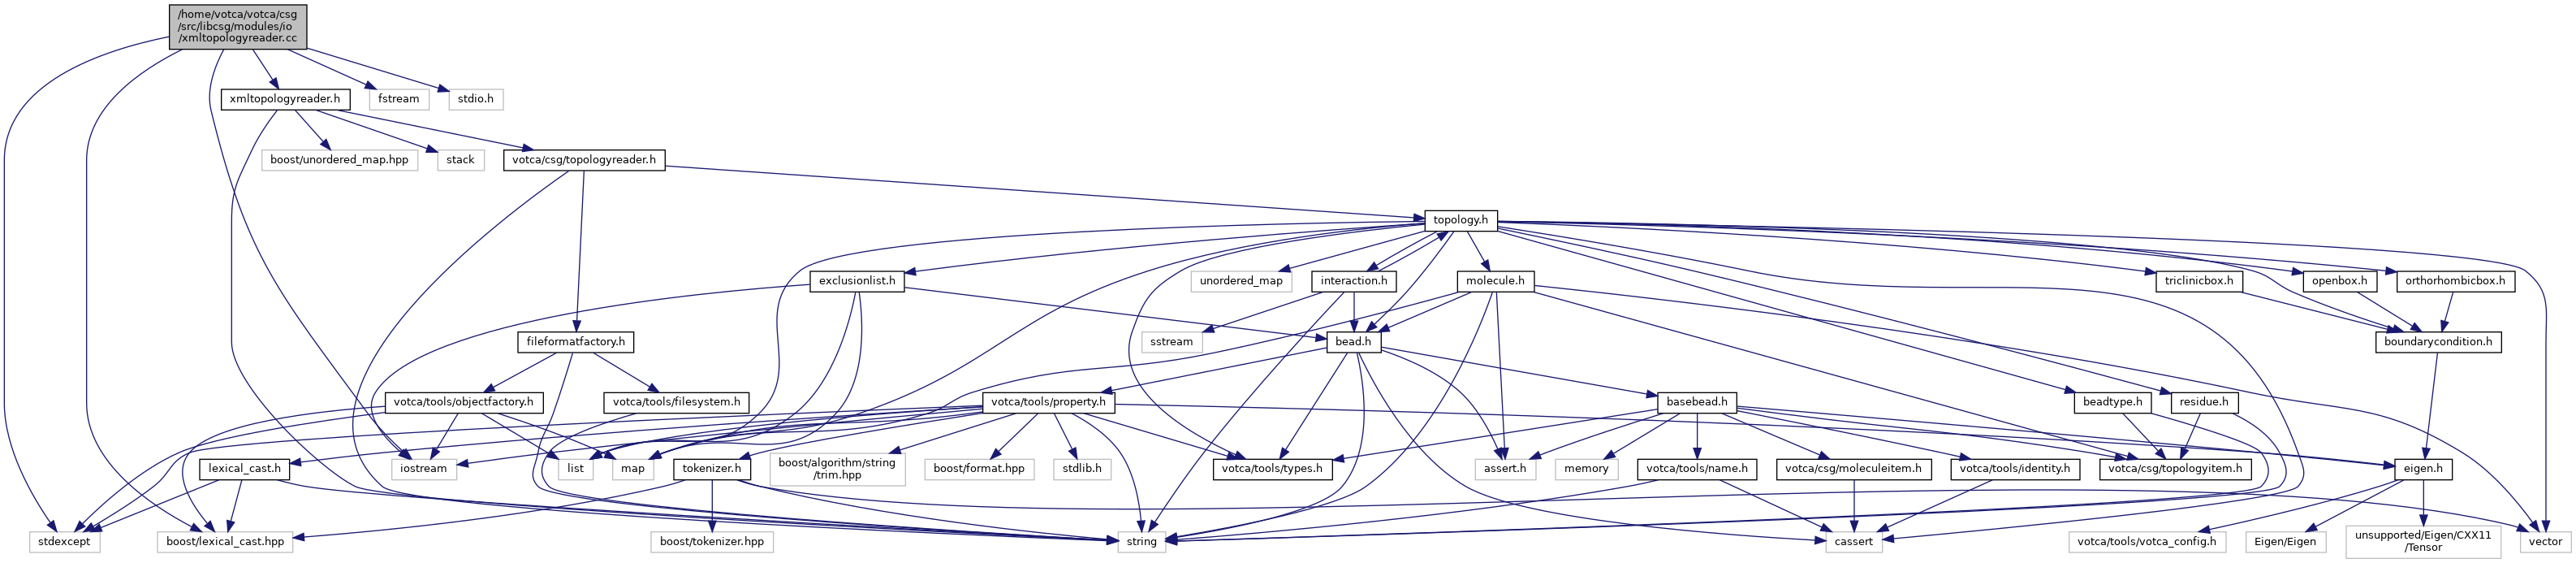 /home/votca/votca/csg
/src/libcsg/modules/io
/xmltopologyreader.cc
xmltopologyreader.h
fstream
stdio.h
boost/unordered_map.hpp
stack
votca/csg/topologyreader.h
topology.h
exclusionlist.h
unordered_map
interaction.h
molecule.h
triclinicbox.h
openbox.h
orthorhombicbox.h
fileformatfactory.h
sstream
bead.h
boundarycondition.h
votca/tools/objectfactory.h
votca/tools/filesystem.h
votca/tools/property.h
basebead.h
beadtype.h
residue.h
lexical_cast.h
iostream
list
map
tokenizer.h
boost/algorithm/string
/trim.hpp
boost/format.hpp
stdlib.h
votca/tools/types.h
assert.h
memory
votca/tools/name.h
votca/csg/moleculeitem.h
votca/tools/identity.h
votca/csg/topologyitem.h
eigen.h
stdexcept
boost/lexical_cast.hpp
boost/tokenizer.hpp
string
cassert
votca/tools/votca_config.h
Eigen/Eigen
unsupported/Eigen/CXX11
/Tensor
vector